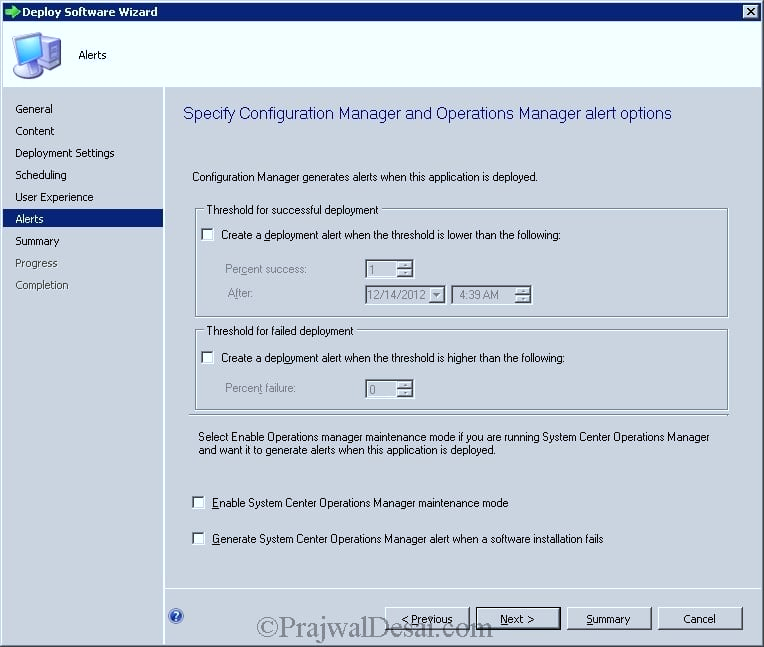 Deploy Software Wizard
Alerts
General
Content
Deployment Settings
Scheduling
User Experience
Alerts
Summary
Progress
Completion
Specify Configuration Manager and Operations Manager alert options
Configuration Manager generates alerts when this application is deployed.
Threshold for successful deployment
Create a deployment alert when the threshold is lower than the following:
Percent success:
1
After:
12/14/2012
4:39 AM
Threshold for failed deployment
Create a deployment alert when the threshold is higher than the following:
Percent failure:
0
Select Enable Operations manager maintenance mode if you are running System Center Operations Manager
and want it to generate alerts when this application is deployed.
Enable System Center Operations Manager maintenance mode
Generate System Center Operations Manager alert when a software installation fails
< Previous
Next >
Summary
Cancel
©PrajwalDesai.com